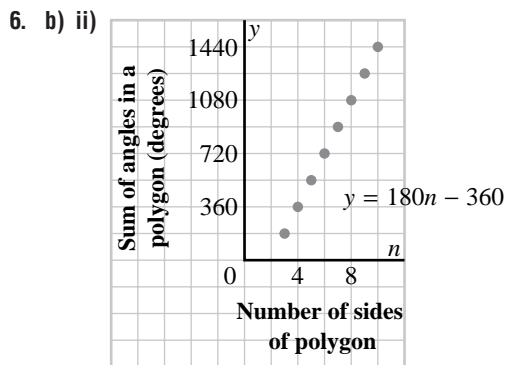 6. b) ii)
y
1440
1080
720
360
Sum of angles in a
polygon (degrees)
y = 180n − 360
n
0 4 8
Number of sides
of polygon